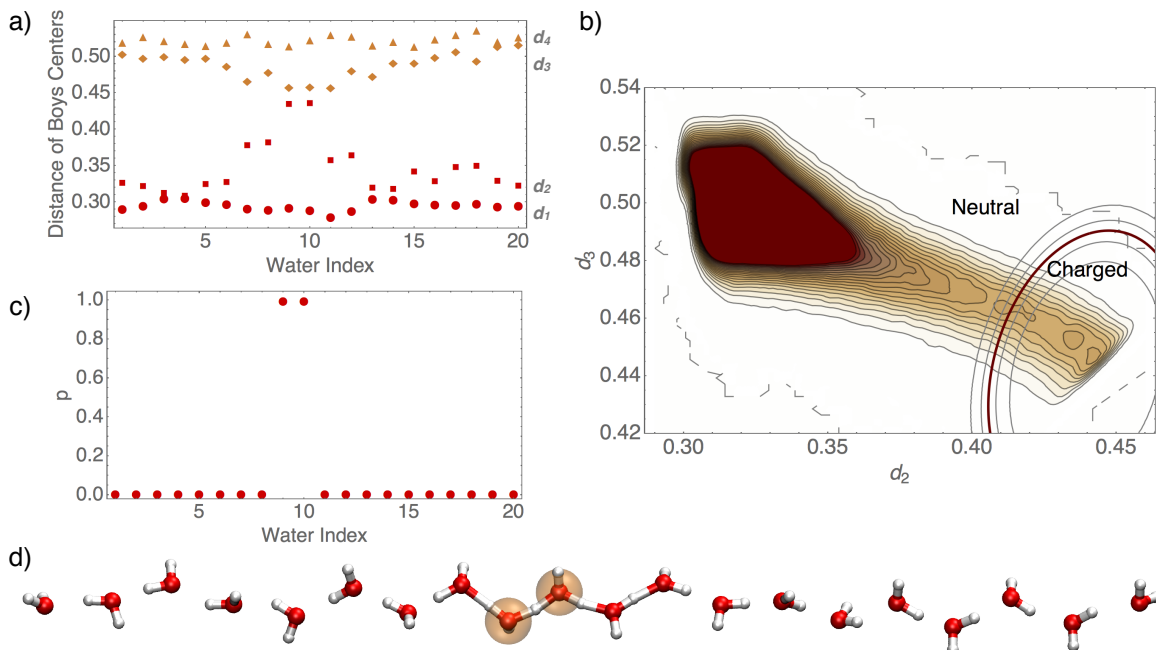 a)
Distance of Boys Centers
0.50
0.45
0.40
0.35
0.30
d4
d3
d2
d1
5
10
15
20
Water Index
b)
0.54
0.52
0.50
0.48
0.46
0.44
0.42
d3
Neutral
Charged
0.30
0.35
0.40
0.45
d2
c)
p
1.0
0.8
0.6
0.4
0.2
0.0
5
10
15
20
Water Index
d)